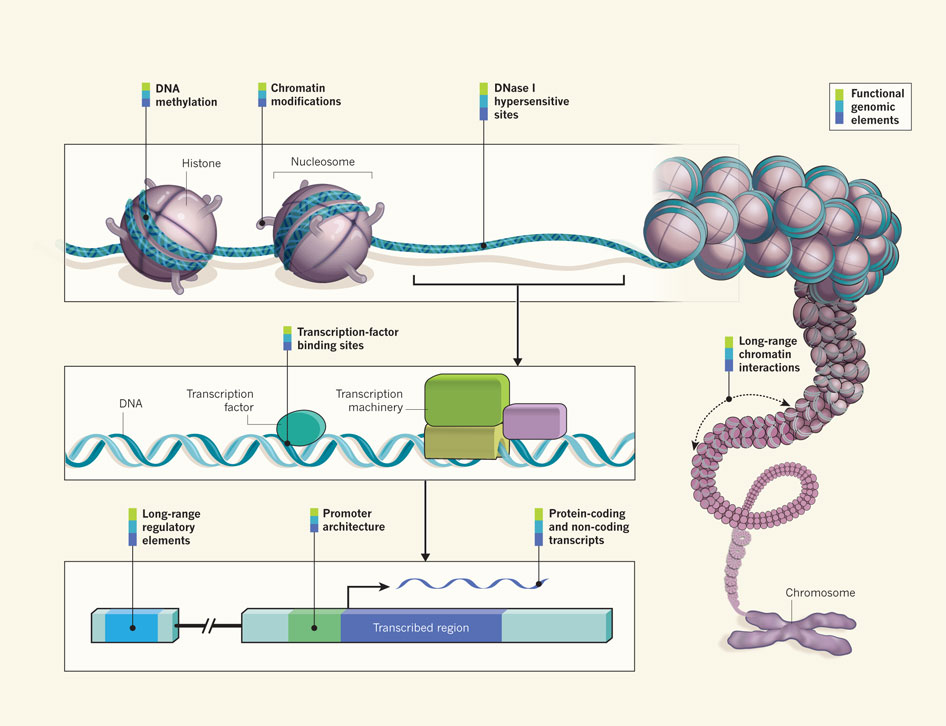 DNA
methylation
Chromatin
modifications
DNase I
hypersensitive
sites
Functional
genomic
elements
Histone
Nucleosome
Transcription-factor
binding sites
Long-range
chromatin
interactions
DNA
Transcription
factor
Transcription
machinery
Long-range
regulatory
elements
Promoter
architecture
Protein-coding
and non-coding
transcripts
Chromosome
Transcribed region